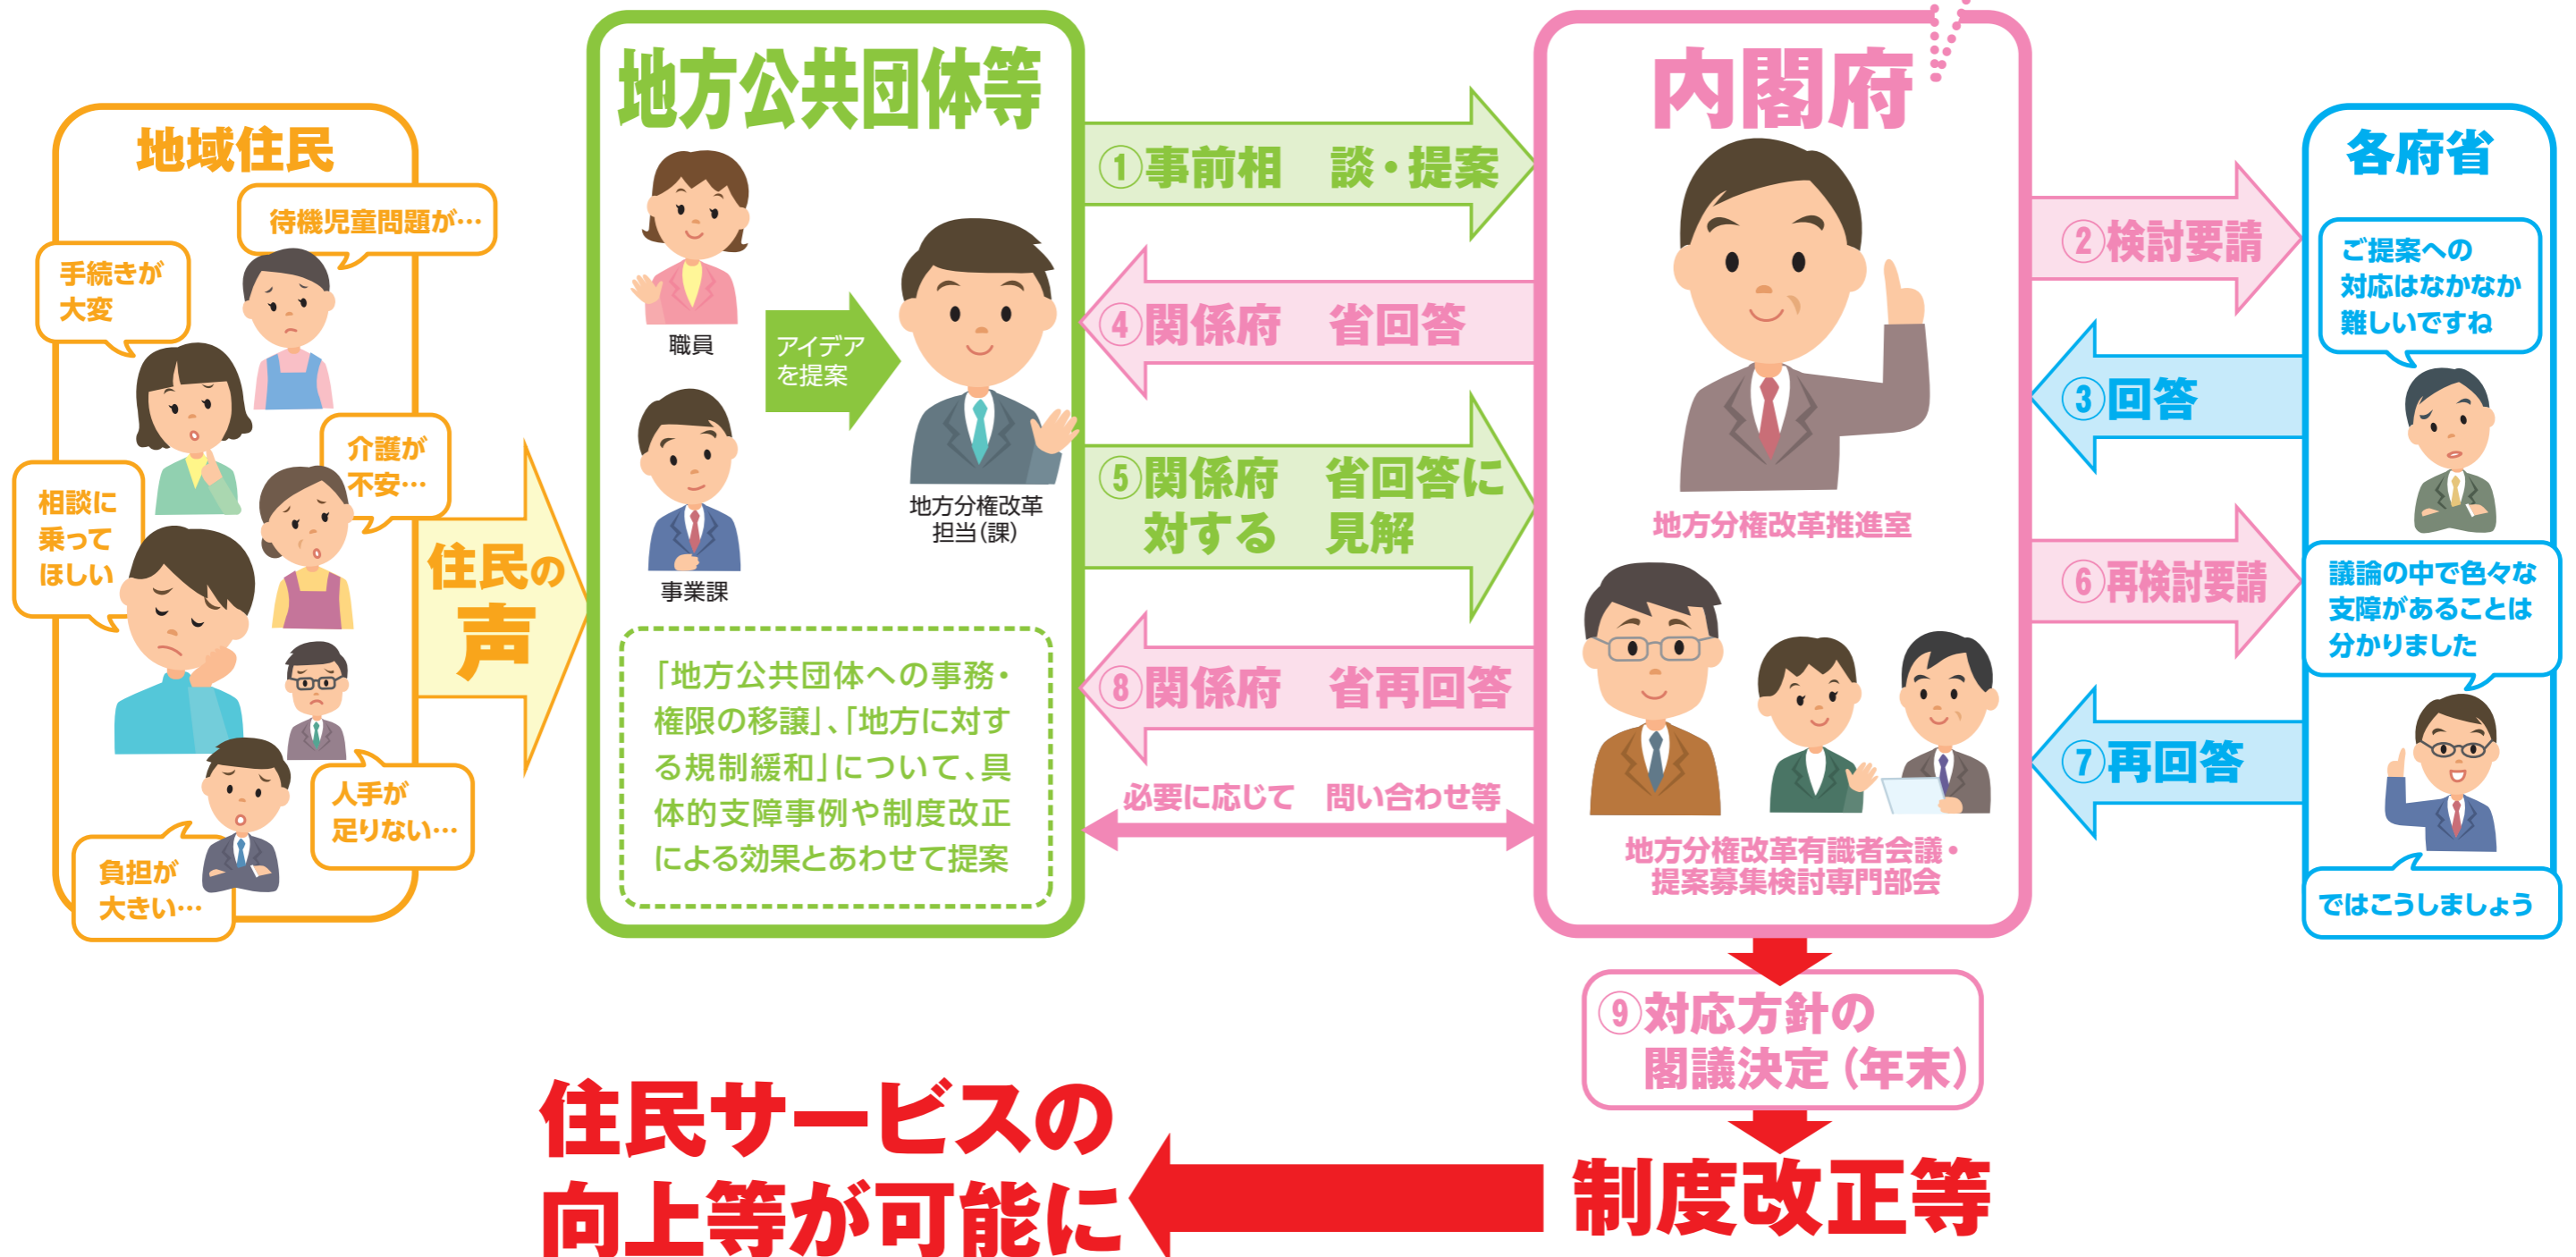 地域住民
待機児童問題が…
手続きが
大変
介護が
不安…
相談に
乗って
ほしい
人手が
足りない…
負担が
大きい…
住民の
声
地方公共団体等
職員
アイデア
を提案
事業課
地方分権改革
担当(課)
「地方公共団体への事務・
権限の移譲」、「地方に対す
る規制緩和」について、具
体的支障事例や制度改正
による効果とあわせて提案
①事前相　談・提案
④関係府　省回答
⑤関係府　省回答に
対する　見解
⑧関係府　省再回答
必要に応じて　問い合わせ等
内閣府
地方分権改革推進室
地方分権改革有識者会議・
提案募集検討専門部会
②検討要請
③回答
⑥再検討要請
⑦再回答
各府省
ご提案への
対応はなかなか
難しいですね
議論の中で色々な
支障があることは
分かりました
ではこうしましょう
⑨対応方針の
閣議決定(年末)
制度改正等
住民サービスの
向上等が可能に